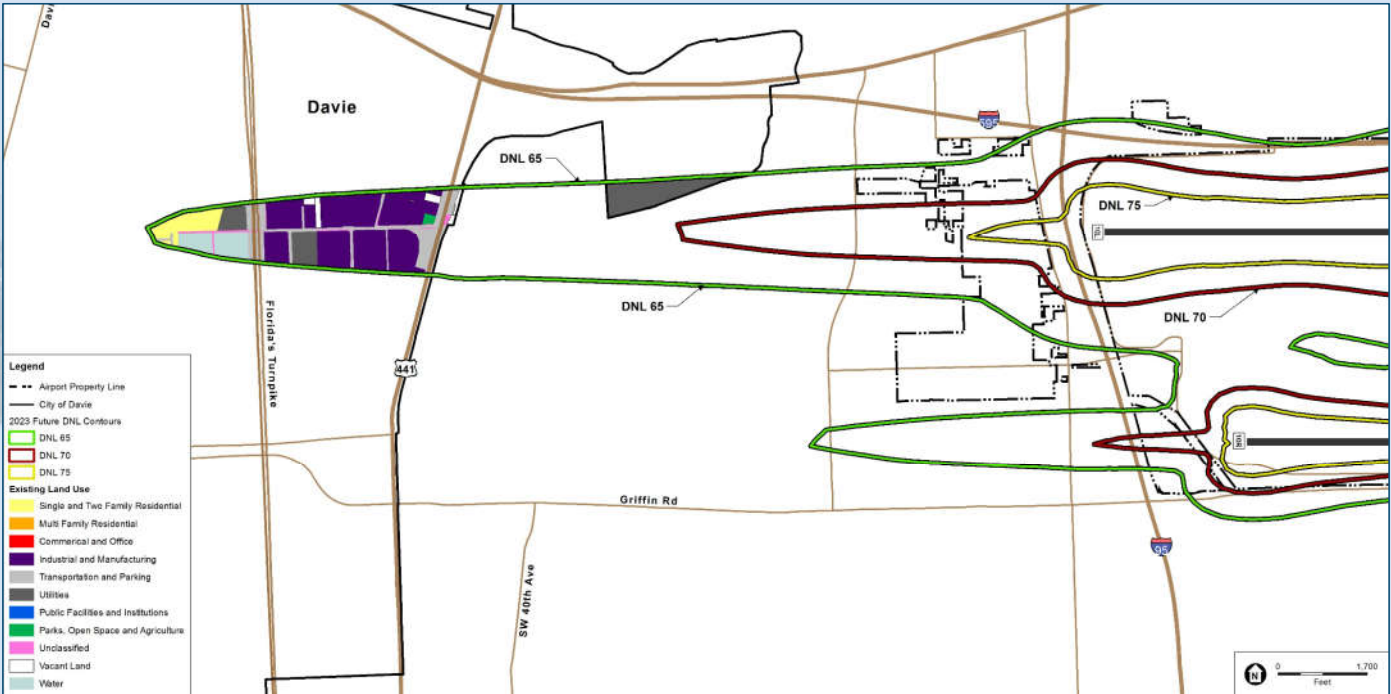 Davi
Davie
DNL 65
595
DNL 75
10L
DNL 65
DNL 70
Florida's Turnpike
441
10R
Griffin Rd
SW 40th Ave
95
Legend
Airport Property Line
City of Davie
2023 Future DNL Contours
DNL 65
DNL 70
DNL 75
Existing Land Use
Single and Two Family Residential
Multi Family Residential
Commerical and Office
Industrial and Manufacturing
Transportation and Parking
Utilities
Public Facilities and Institutions
Parks, Open Space and Agriculture
Unclassified
Vacant Land
Water
N
0 1,700
Feet